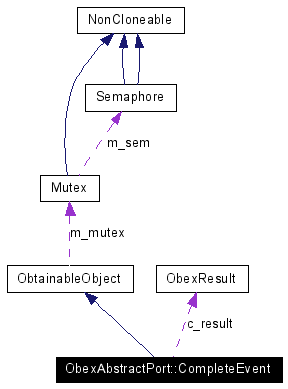 NonCloneable
Semaphore
m_sem
Mutex
m_mutex
ObtainableObject
ObexResult
c_result
ObexAbstractPort::CompleteEvent